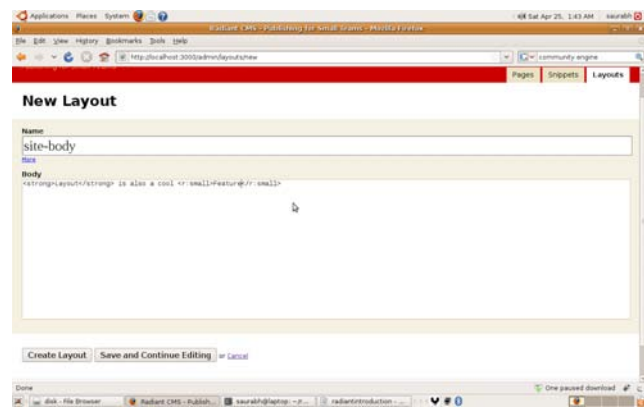 Applications Places System Sat Apr 25, 1:43 AM saurabh
Radiant CMS - Publishing for Small Teams - Mozilla Firefox
File Edit View History Bookmarks Tools Help
http://localhost:3000/admin/layouts/new community engine
Pages Snippets Layouts
New Layout
Name
site-body
More
Body
<strong>Layout</strong> is also a cool <r:small>Feature</r:small>
Create Layout Save and Continue Editing or Cancel
Done One paused download
disk - File Browser Radiant CMS - Publish... saurabh@laptop: ~/r... radiantintroduction - ...